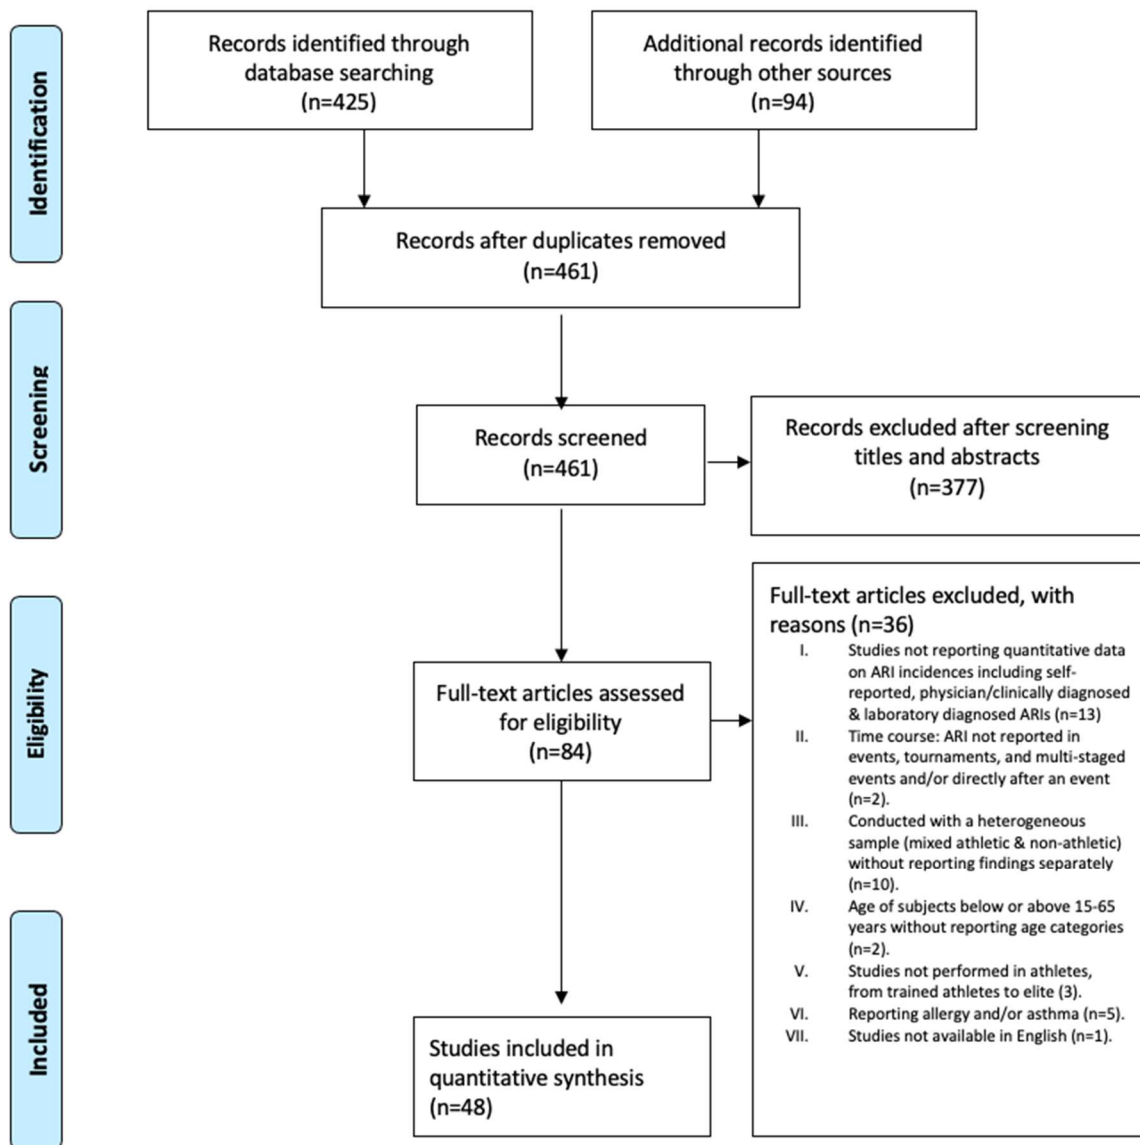 Identification
Records identified through
database searching
(n=425)
Additional records identified
through other sources
(n=94)
Records after duplicates removed
(n=461)
Screening
Records screened
(n=461)
Records excluded after screening
titles and abstracts
(n=377)
Eligibility
Full-text articles assessed
for eligibility
(n=84)
Full-text articles excluded, with
reasons (n=36)
I. Studies not reporting quantitative data
on ARI incidences including self-
reported, physician/clinically diagnosed
& laboratory diagnosed ARIs (n=13)
II. Time course: ARI not reported in
events, tournaments, and multi-staged
events and/or directly after an event
(n=2).
III. Conducted with a heterogeneous
sample (mixed athletic & non-athletic)
without reporting findings separately
(n=10).
IV. Age of subjects below or above 15-65
years without reporting age categories
(n=2).
V. Studies not performed in athletes,
from trained athletes to elite (3).
VI. Reporting allergy and/or asthma (n=5).
VII. Studies not available in English (n=1).
Included
Studies included in
quantitative synthesis
(n=48)